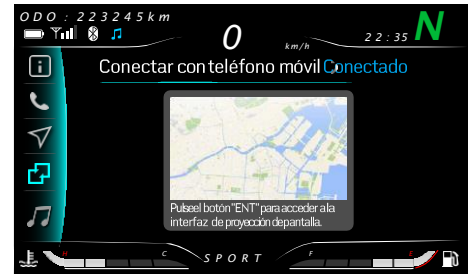 ODO : 223245km
0
km/h
22:35
N
Conectar con teléfono móvil Conectado
Pulse el botón "ENT" para acceder a la
interfaz de proyección de pantalla.
H
C
SPORT
F
E